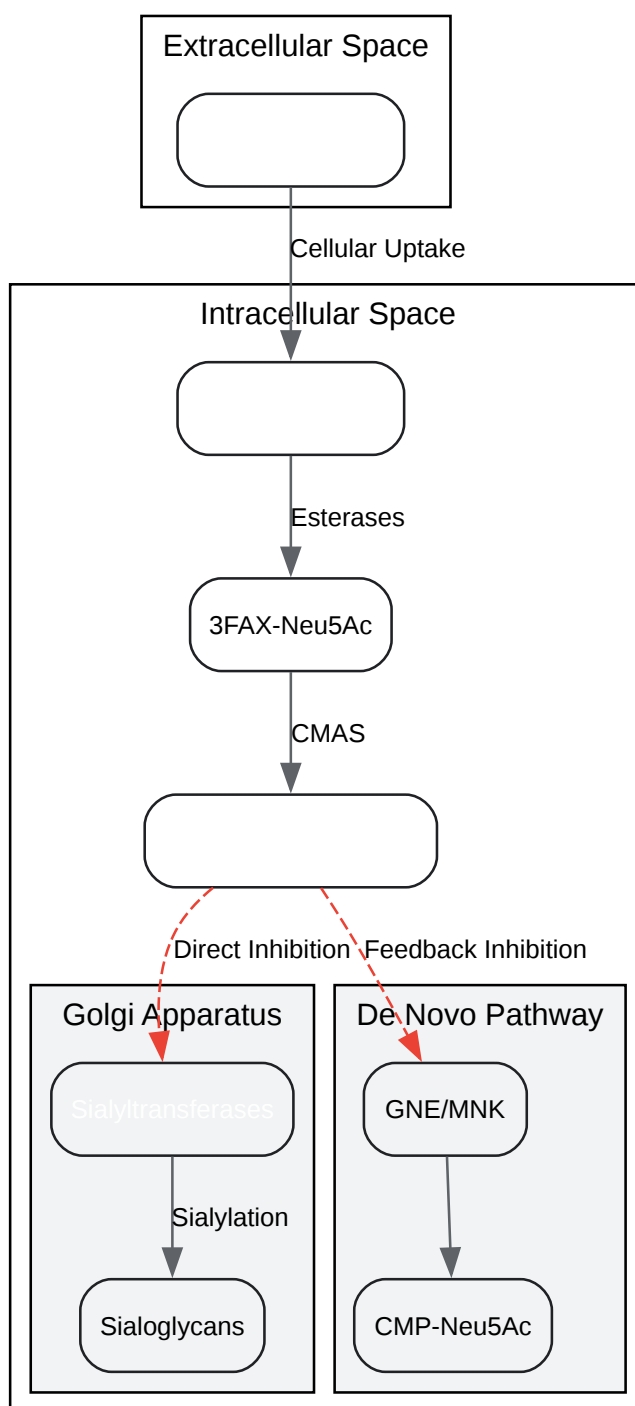 Extracellular Space
Cellular Uptake
Intracellular Space
Esterases
3FAX-Neu5Ac
CMAS
Direct Inhibition
Feedback Inhibition
Golgi Apparatus
De Novo Pathway
Sialyltransferases
GNE/MNK
Sialylation
Sialoglycans
CMP-Neu5Ac